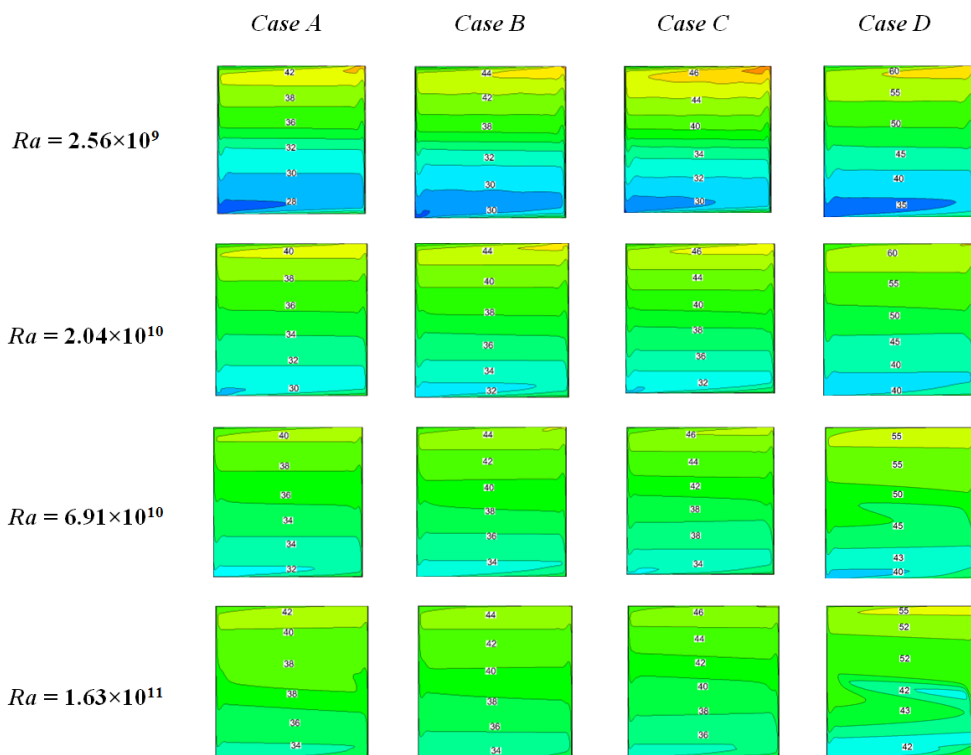 Case A Case B Case C Case D
Ra = 2.56×10⁹
42 38 36 32 30 28
44 42 38 32 30 30
46 44 40 34 32 30
60 55 50 45 40 35
Ra = 2.04×10¹⁰
40 38 36 34 32 30
44 40 38 36 34 32
46 44 40 38 36 32
60 55 50 45 40 40
Ra = 6.91×10¹⁰
40 38 36 34 34 32
44 42 40 38 36 34
46 44 42 38 38 34
55 55 50 45 43 40
Ra = 1.63×10¹¹
42 40 38 38 36 34
44 42 40 38 36 34
46 44 42 40 38 36
55 52 52 42 43 42